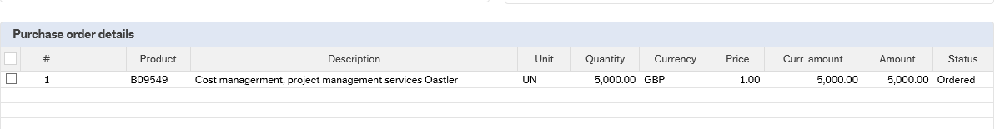 Purchase order details
# Product Description Unit Quantity Currency Price Curr. amount Amount Status
1 B09549 Cost managerment, project management services Oastler UN 5,000.00 GBP 1.00 5,000.00 5,000.00 Ordered